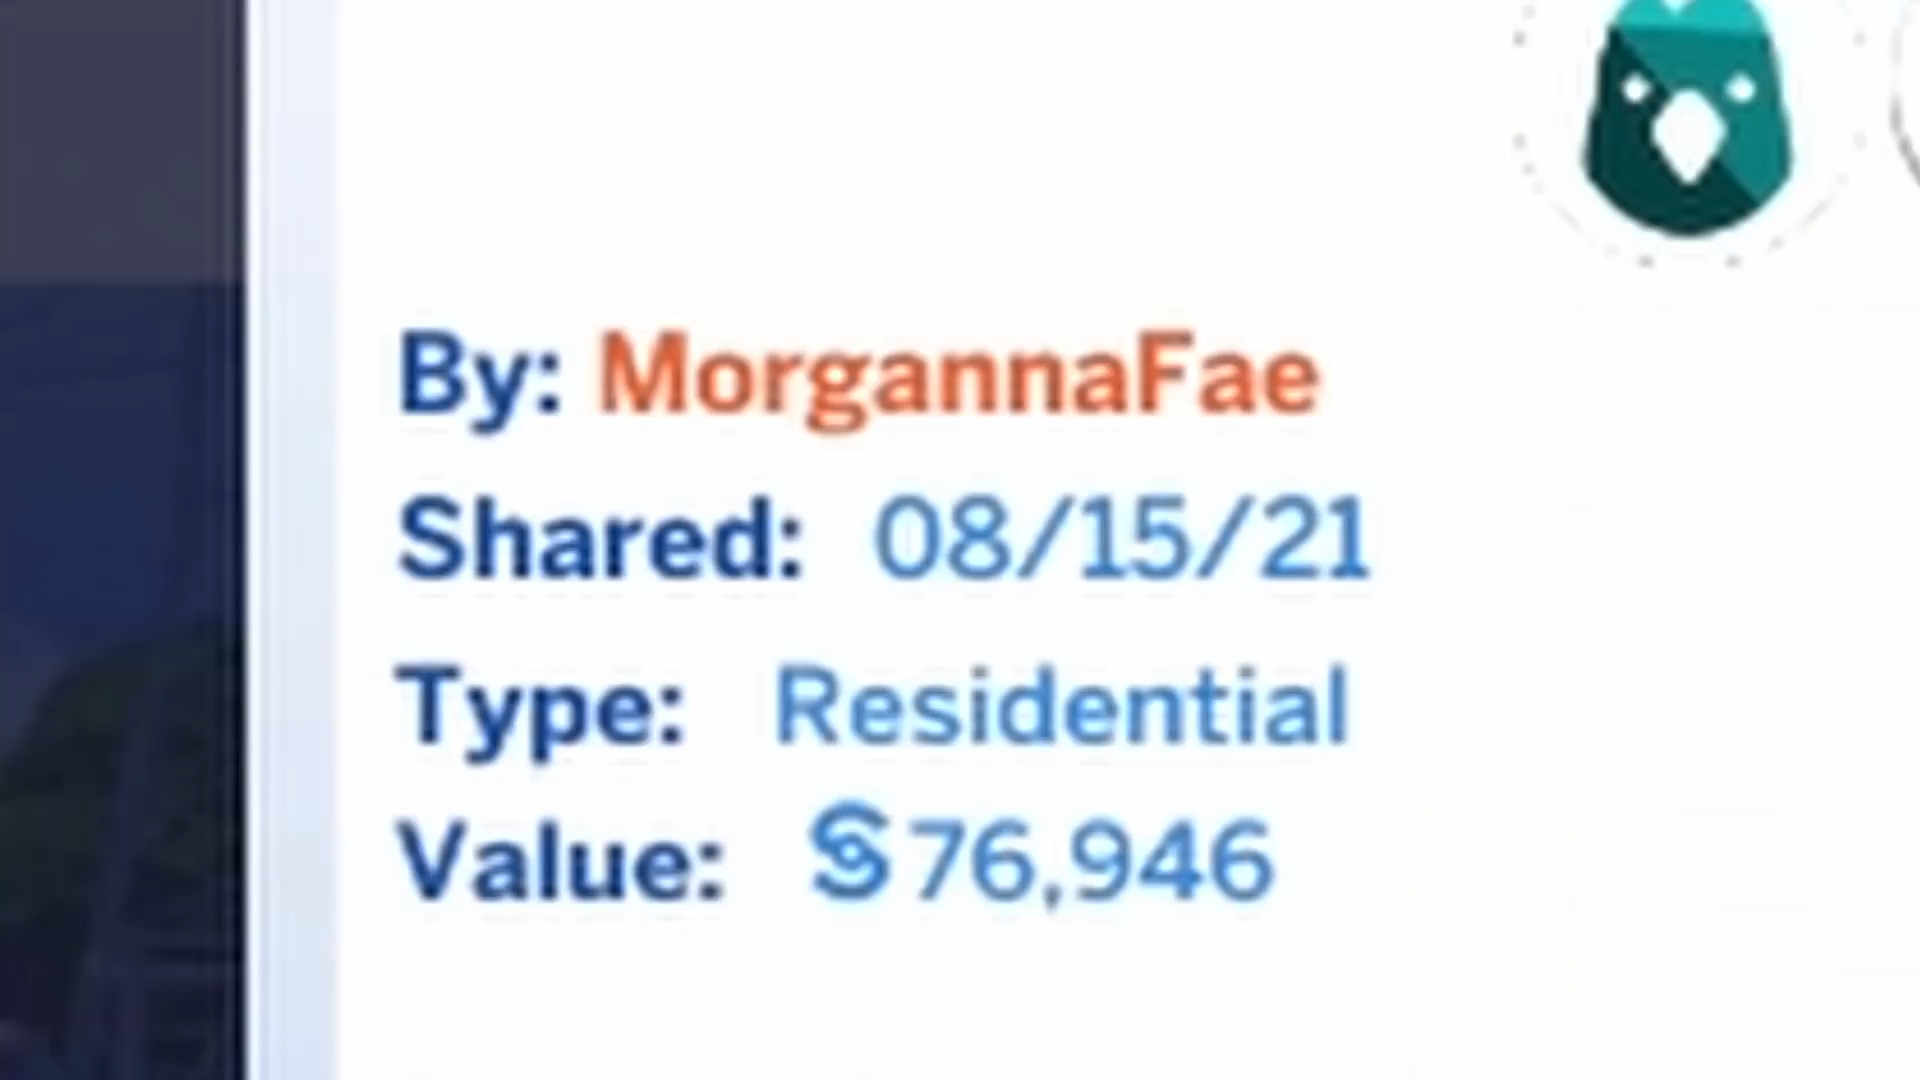 By: MorgannaFae
Shared: 08/15/21
Type: Residential
Value: §76,946